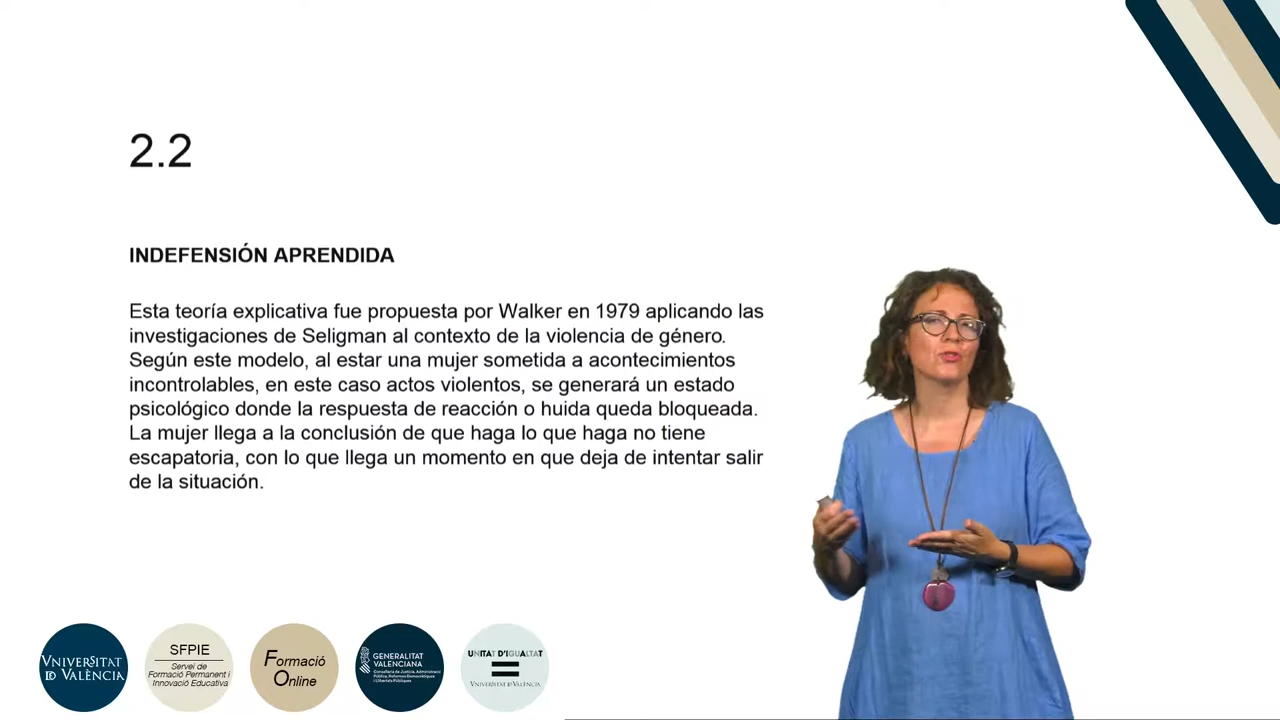 2.2
INDEFENSIÓN APRENDIDA
Esta teoría explicativa fue propuesta por Walker en 1979 aplicando las
investigaciones de Seligman al contexto de la violencia de género.
Según este modelo, al estar una mujer sometida a acontecimientos
incontrolables, en este caso actos violentos, se generará un estado
psicológico donde la respuesta de reacción o huida queda bloqueada.
La mujer llega a la conclusión de que haga lo que haga no tiene
escapatoria, con lo que llega un momento en que deja de intentar salir
de la situación.
VNIVERSITAT
ID VALÈNCIA
SFPIE
Servei de
Formació Permanent i
Innovació Educativa
Formació
Online
GENERALITAT
VALENCIANA
Conselleria de Justícia, Administració
Pública, Reformes Democràtiques
i Llibertats Públiques
UNITAT D'IGUALTAT
VNIVERSITAT ID VALÈNCIA